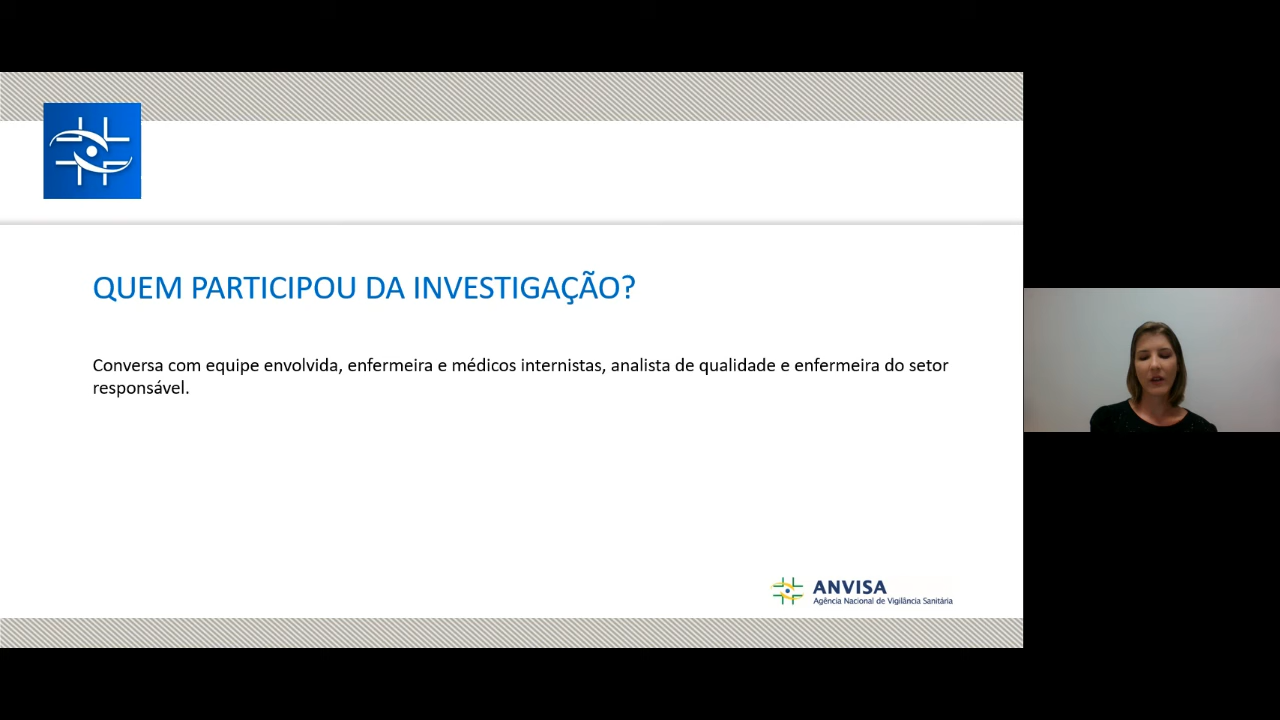 QUEM PARTICIPOU DA INVESTIGAÇÃO?
Conversa com equipe envolvida, enfermeira e médicos internistas, analista de qualidade e enfermeira do setor
responsável.
ANVISA
Agência Nacional de Vigilância Sanitária